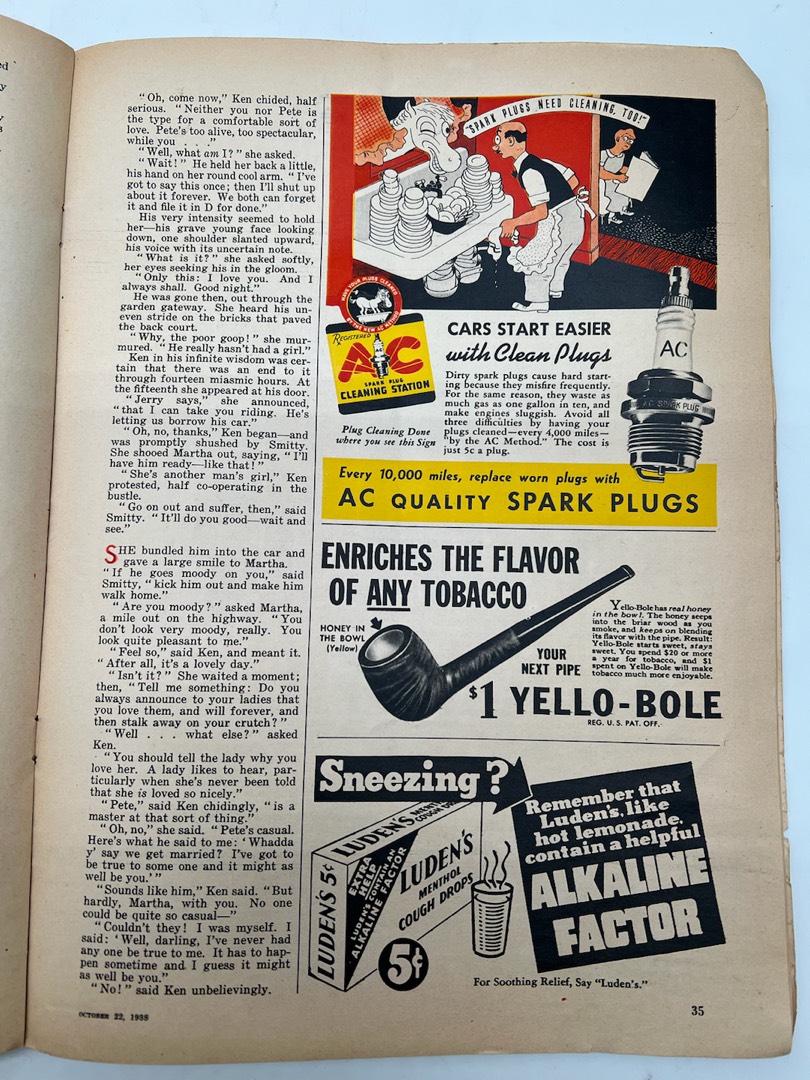 "Oh, come now," Ken chided, half
serious. "Neither you nor Pete is
the type for a comfortable sort of
love. Pete's too alive, too spectacular,
while you . . ."
"Well, what am I?" she asked.
"Wait!" He held her back a little,
his hand on her round cool arm. "I've
got to say this once; then I'll shut up
about it forever. We both can forget
it and file it in D for done."
His very intensity seemed to hold
her—his grave young face looking
down, one shoulder slanted upward,
his voice with its uncertain note.
"What is it?" she asked softly,
her eyes seeking his in the gloom.
"Only this: I love you. And I
always shall. Good night."
He was gone then, out through the
garden gateway. She heard his un-
even stride on the bricks that paved
the back court.
"Why, the poor goop!" she mur-
mured. "He really hasn't had a girl."
Ken in his infinite wisdom was cer-
tain that there was an end to it
through fourteen miasmic hours. At
the fifteenth she appeared at his door.
"Jerry says," she announced,
"that I can take you riding. He's
letting us borrow his car."
"Oh, no, thanks," Ken began—and
was promptly shushed by Smitty.
She shooed Martha out, saying, "I'll
have him ready—like that!"
"She's another man's girl," Ken
protested, half co-operating in the
bustle.
"Go on out and suffer, then," said
Smitty. "It'll do you good—wait and
see."
SHE bundled him into the car and
gave a large smile to Martha.
"If he goes moody on you," said
Smitty, "kick him out and make him
walk home."
"Are you moody?" asked Martha,
a mile out on the highway. "You
don't look very moody, really. You
look quite pleasant to me."
"Feel so," said Ken, and meant it.
"After all, it's a lovely day."
"Isn't it?" She waited a moment;
then, "Tell me something: Do you
always announce to your ladies that
you love them, and will forever, and
then stalk away on your crutch?"
"Well . . . what else?" asked
Ken.
"You should tell the lady why you
love her. A lady likes to hear, par-
ticularly when she's never been told
that she is loved so nicely."
"Pete," said Ken chidingly, "is a
master at that sort of thing."
"Oh, no," she said. "Pete's casual.
Here's what he said to me: 'Whadda
y' say we get married? I've got to
be true to some one and it might as
well be you.'"
"Sounds like him," Ken said. "But
hardly, Martha, with you. No one
could be quite so casual—"
"Couldn't they! I was myself. I
said: 'Well, darling, I've never had
any one be true to me. It has to hap-
pen sometime and I guess it might
as well be you."
"No!" said Ken unbelievingly.
"SPARK PLUGS NEED CLEANING, TOO!"
HAVE YOUR PLUGS CLEANED
BY THE NEW AC METHOD
REGISTERED
AC
SPARK PLUG
CLEANING STATION
Plug Cleaning Done
where you see this Sign
CARS START EASIER
with Clean Plugs
Dirty spark plugs cause hard start-
ing because they misfire frequently.
For the same reason, they waste as
much gas as one gallon in ten, and
make engines sluggish. Avoid all
three difficulties by having your
plugs cleaned—every 4,000 miles—
"by the AC Method." The cost is
just 5c a plug.
AC
AC SPARK PLUG
Every 10,000 miles, replace worn plugs with
AC QUALITY SPARK PLUGS
ENRICHES THE FLAVOR
OF ANY TOBACCO
HONEY IN
THE BOWL
(Yellow)
Yello-Bole has real honey
in the bowl. The honey seeps
into the briar wood as you
smoke, and keeps on blending
its flavor with the pipe. Result:
Yello-Bole starts sweet, stays
sweet. You spend $20 or more
a year for tobacco, and $1
spent on Yello-Bole will make
tobacco much more enjoyable.
YOUR
NEXT PIPE
$1 YELLO-BOLE
REG. U. S. PAT. OFF.
Sneezing?
LUDEN'S MENTHOL
COUGH DROPS
LUDEN'S 5¢
EXTRA
HELP
LUDEN'S CONTAIN AN
ALKALINE FACTOR
LUDEN'S
MENTHOL
COUGH DROPS
5¢
Remember that
Luden's, like
hot lemonade,
contain a helpful
ALKALINE
FACTOR
For Soothing Relief, Say "Luden's."
OCTOBER 22, 1938
35